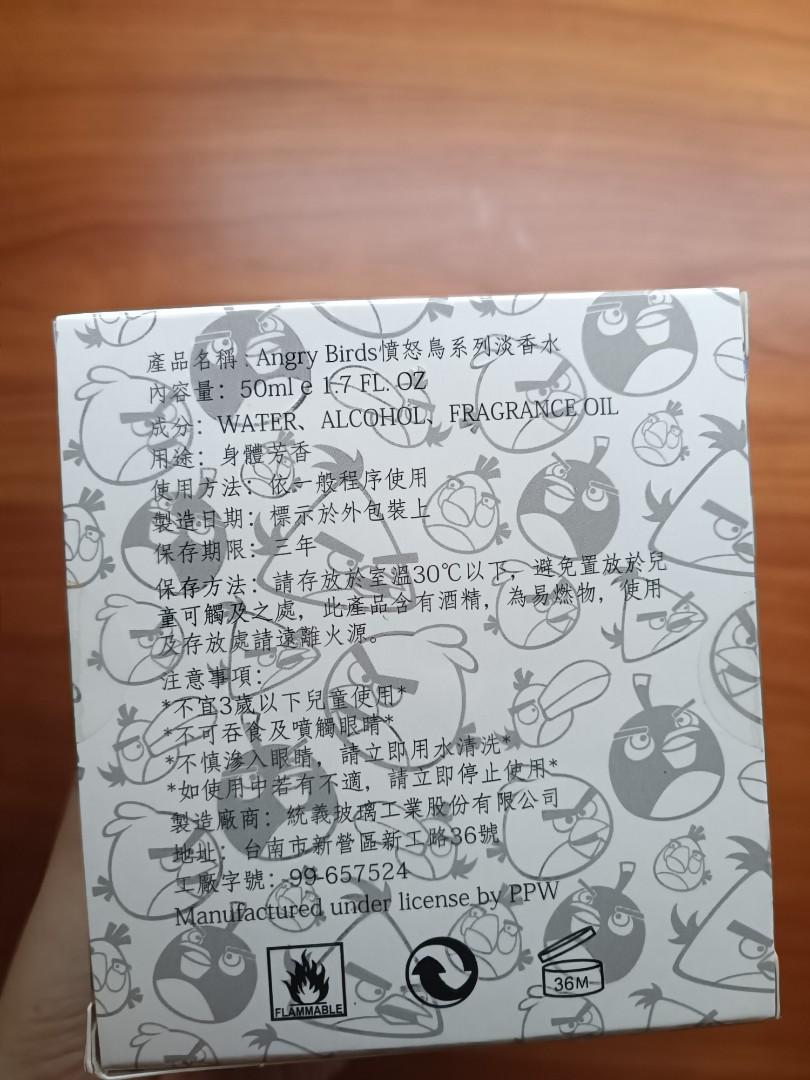 產品名稱：Angry Birds憤怒鳥系列淡香水
內容量：50ml e 1.7 FL. OZ
成分：WATER、ALCOHOL、FRAGRANCE OIL
用途：身體芳香
使用方法：依一般程序使用
製造日期：標示於外包裝上
保存期限：三年
保存方法：請存放於室溫30℃以下，避免置放於兒
童可觸及之處，此產品含有酒精，為易燃物，使用
及存放處請遠離火源。
注意事項：
*不宜3歲以下兒童使用*
*不可吞食及噴觸眼睛*
*不慎滲入眼睛，請立即用水清洗*
*如使用中若有不適，請立即停止使用*
製造廠商：統義玻璃工業股份有限公司
地址：台南市新營區新工路36號
工廠字號：99-657524
Manufactured under license by PPW
FLAMMABLE
36M